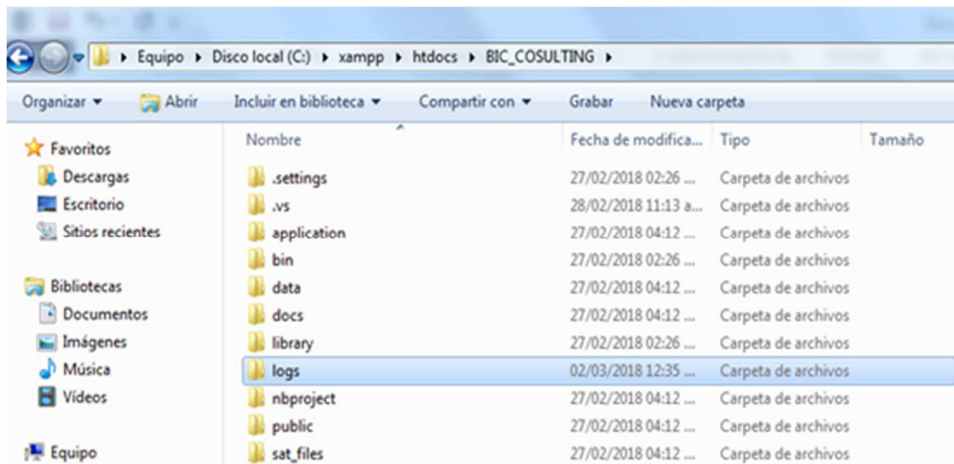 Equipo ▸ Disco local (C:) ▸ xampp ▸ htdocs ▸ BIC_COSULTING ▸
Organizar Abrir Incluir en biblioteca Compartir con Grabar Nueva carpeta
Nombre Fecha de modifica... Tipo Tamaño
Favoritos
Descargas
Escritorio
Sitios recientes
Bibliotecas
Documentos
Imágenes
Música
Vídeos
Equipo
.settings 27/02/2018 02:26 ... Carpeta de archivos
.vs 28/02/2018 11:13 a... Carpeta de archivos
application 27/02/2018 04:12 ... Carpeta de archivos
bin 27/02/2018 02:26 ... Carpeta de archivos
data 27/02/2018 04:12 ... Carpeta de archivos
docs 27/02/2018 04:12 ... Carpeta de archivos
library 27/02/2018 02:26 ... Carpeta de archivos
logs 02/03/2018 12:35 ... Carpeta de archivos
nbproject 27/02/2018 04:12 ... Carpeta de archivos
public 27/02/2018 04:12 ... Carpeta de archivos
sat_files 27/02/2018 04:12 ... Carpeta de archivos